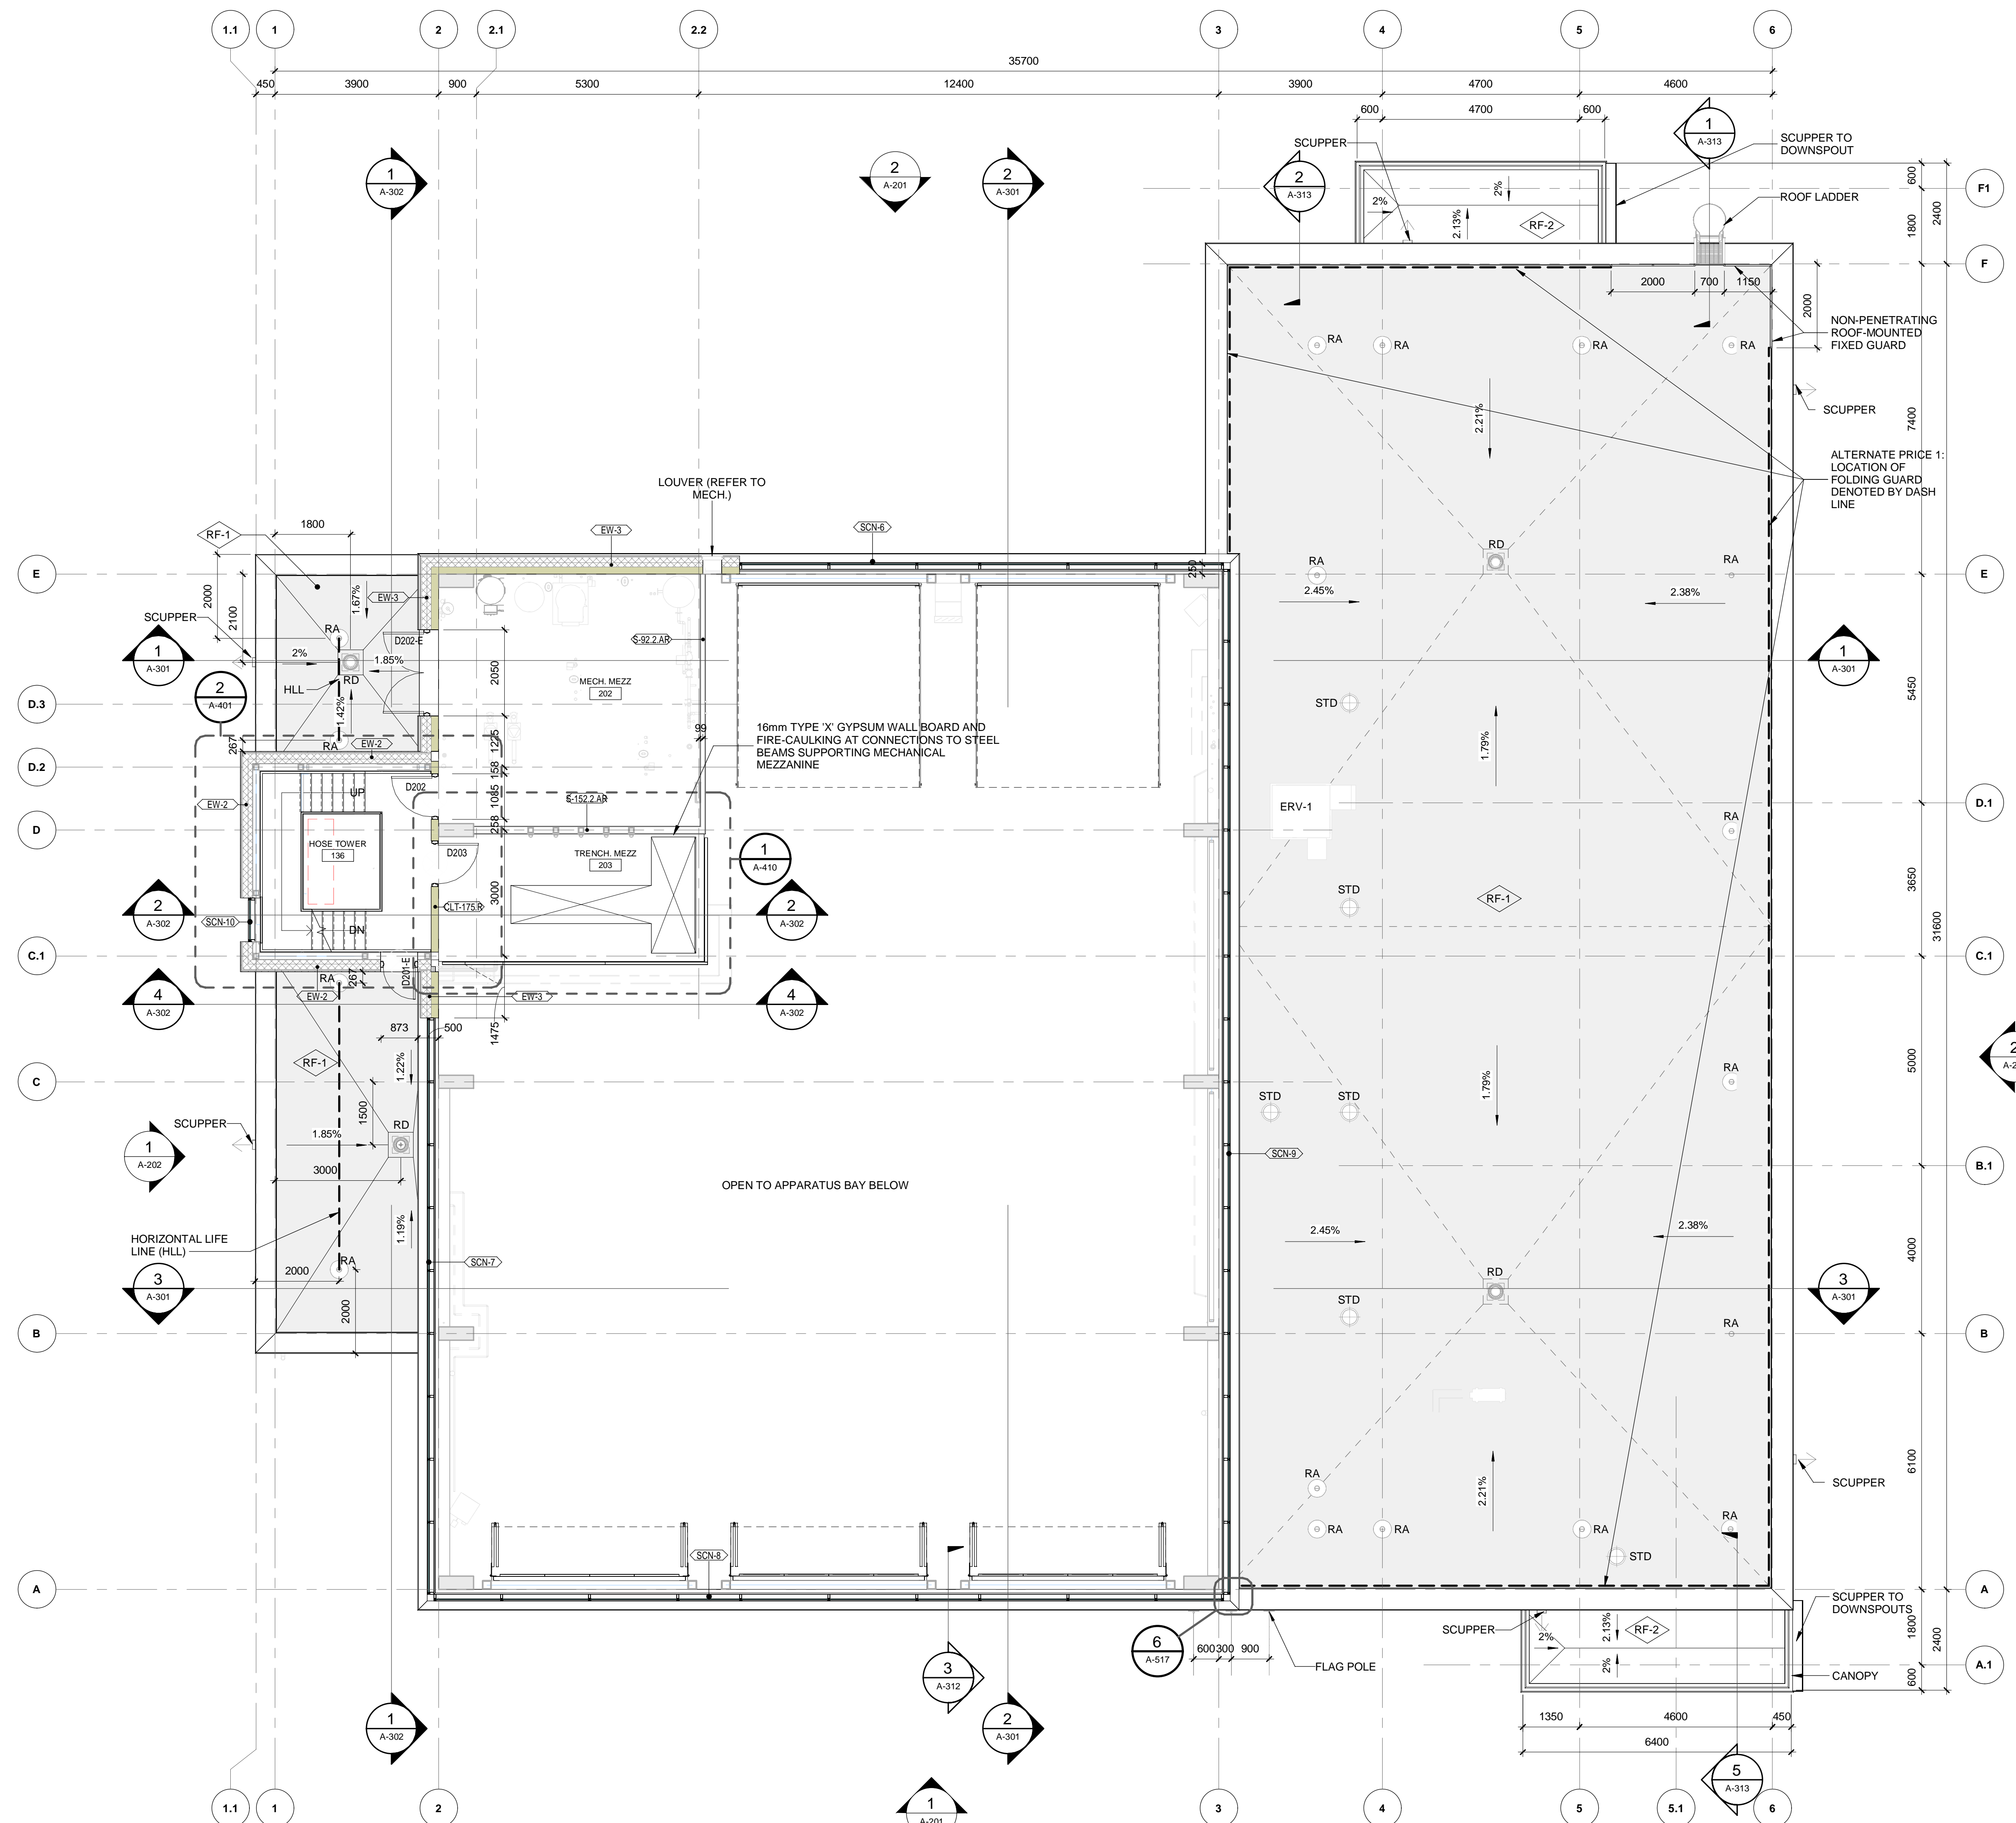 1.1
1
2
2.1
2.2
3
4
5
6
35700
450
3900
900
5300
12400
3900
4700
4600
600
4700
600
1
A-302
2
A-201
2
A-301
SCUPPER
2
A-313
1
A-313
SCUPPER TO
DOWNSPOUT
ROOF LADDER
2%
2%
2.13%
RF-2
600
1800
2400
F1
F
2000
700
1150
2000
NON-PENETRATING
ROOF-MOUNTED
FIXED GUARD
RA
RA
RA
RA
SCUPPER
2.21%
7400
ALTERNATE PRICE 1:
LOCATION OF
FOLDING GUARD
DENOTED BY DASH
LINE
LOUVER (REFER TO
MECH.)
RF-1
1800
EW-3
SCN-6
E
2000
2100
1.67%
EW-3
250
RA
RD
RA
E
2.45%
2.38%
SCUPPER
RA
D202-E
S-92.2.AR
1
A-301
2%
1.85%
RD
HLL
1.42%
2050
MECH. MEZZ
202
1
A-301
2
A-401
D.3
STD
5450
267
RA
EW-2
99
1225
16mm TYPE 'X' GYPSUM WALL BOARD AND
FIRE-CAULKING AT CONNECTIONS TO STEEL
BEAMS SUPPORTING MECHANICAL
MEZZANINE
1.79%
D.2
158
D202
UP
EW-2
1085
S-152.2.AR
ERV-1
D.1
D
258
RA
HOSE TOWER
136
D203
TRENCH. MEZZ
203
1
A-410
3650
31600
2
A-302
SCN-10
DN
CLT-175.R
3000
2
A-302
STD
RF-1
C.1
C.1
RA
267
D201-E
4
A-302
EW-2
EW-3
4
A-302
873
500
1475
RF-1
1.22%
1.79%
5000
2
C
RA
1500
STD
STD
SCUPPER
RD
1
A-202
1.85%
3000
SCN-9
B.1
OPEN TO APPARATUS BAY BELOW
1.19%
HORIZONTAL LIFE
LINE (HLL)
2.45%
2.38%
4000
SCN-7
RA
2000
3
A-301
RD
3
A-301
2000
STD
RA
B
B
6100
SCUPPER
RA
2.21%
RA
RA
RA
RA
SCN-8
STD
A
A
SCUPPER TO
DOWNSPOUTS
SCUPPER
2%
2.13%
2%
RF-2
1800
2400
600
6
A-517
600
300
900
FLAG POLE
CANOPY
A.1
3
A-312
1350
4600
450
6400
1
A-302
2
A-301
5
A-313
1.1
1
2
1
A-201
3
4
5
5.1
6